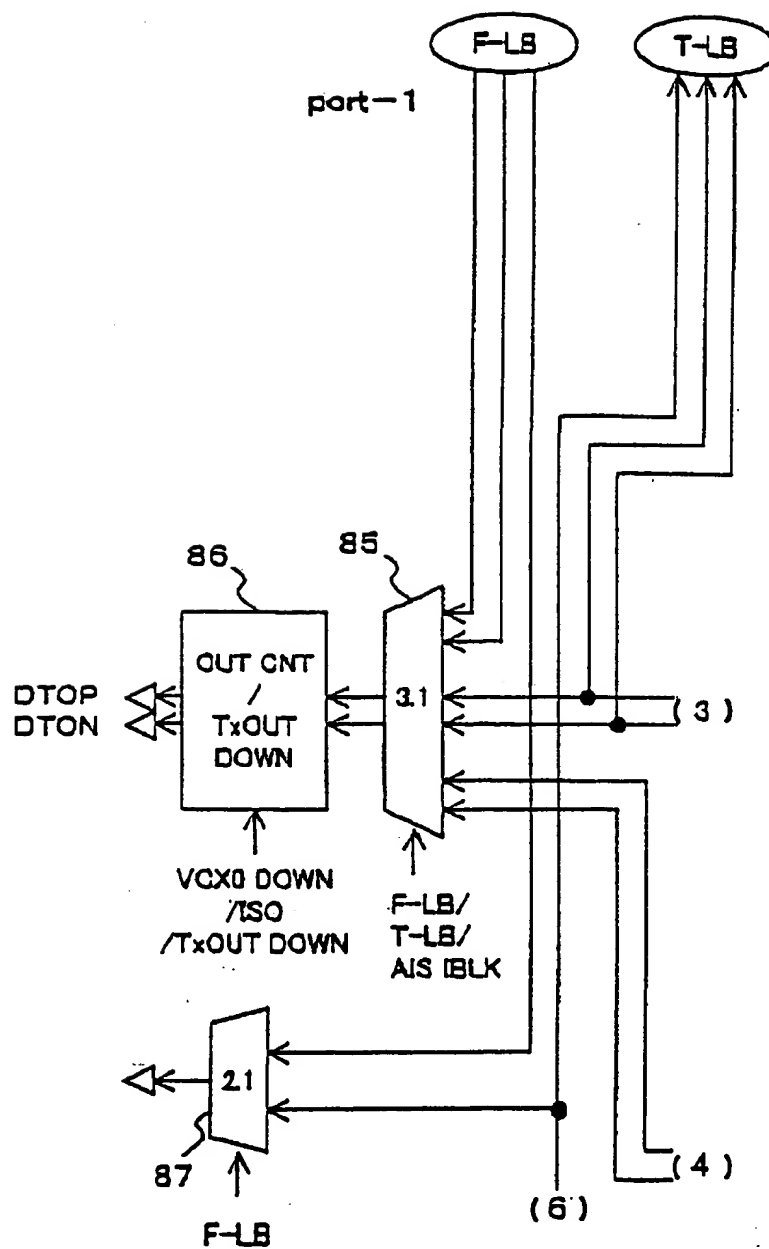 F-LB
T-LB
port-1
86
85
OUT CNT
/
TxOUT
DOWN
3.1
DTOP
DTON
(3)
VCXO DOWN
/ISO
/TxOUT DOWN
F-LB/
T-LB/
AIS IBLK
2.1
87
F-LB
(4)
(6)